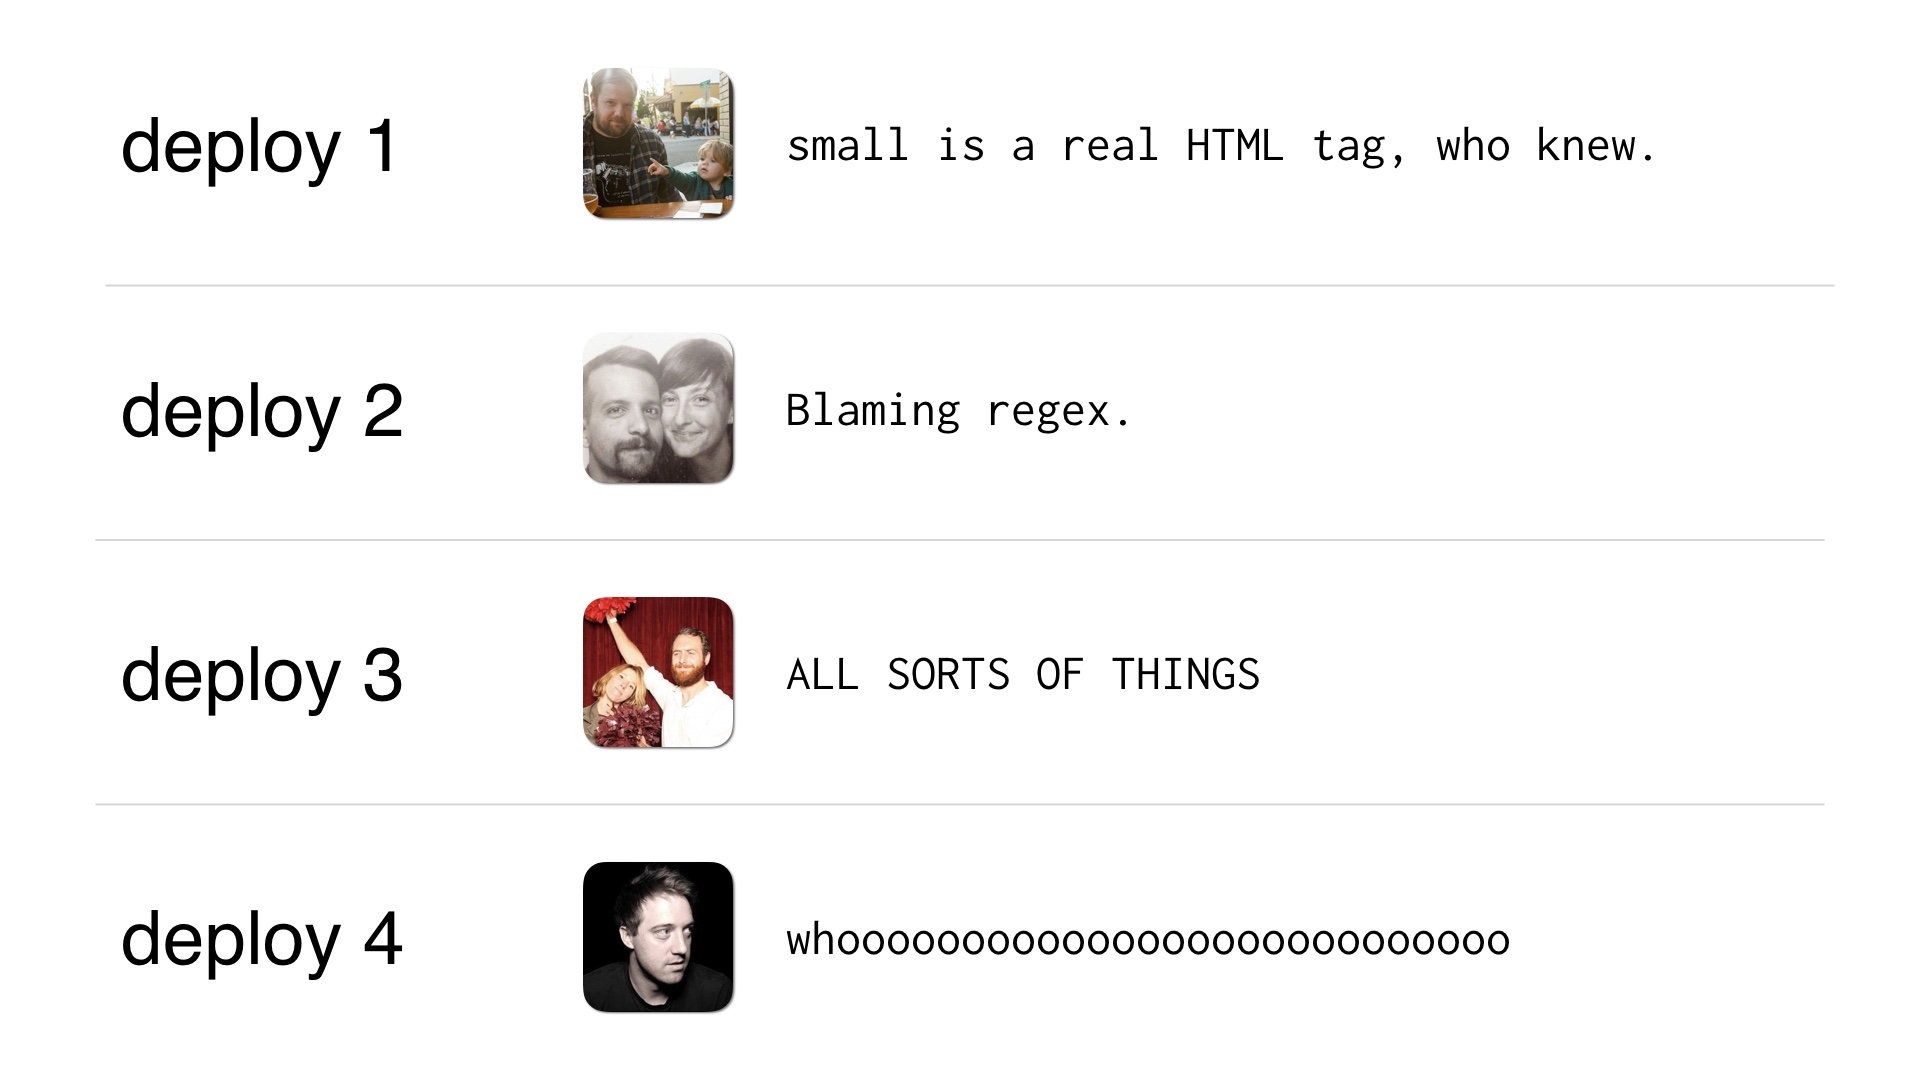 deploy 1
small is a real HTML tag, who knew.
deploy 2
Blaming regex.
deploy 3
ALL SORTS OF THINGS
deploy 4
whooooooooooooooooooooooooooo